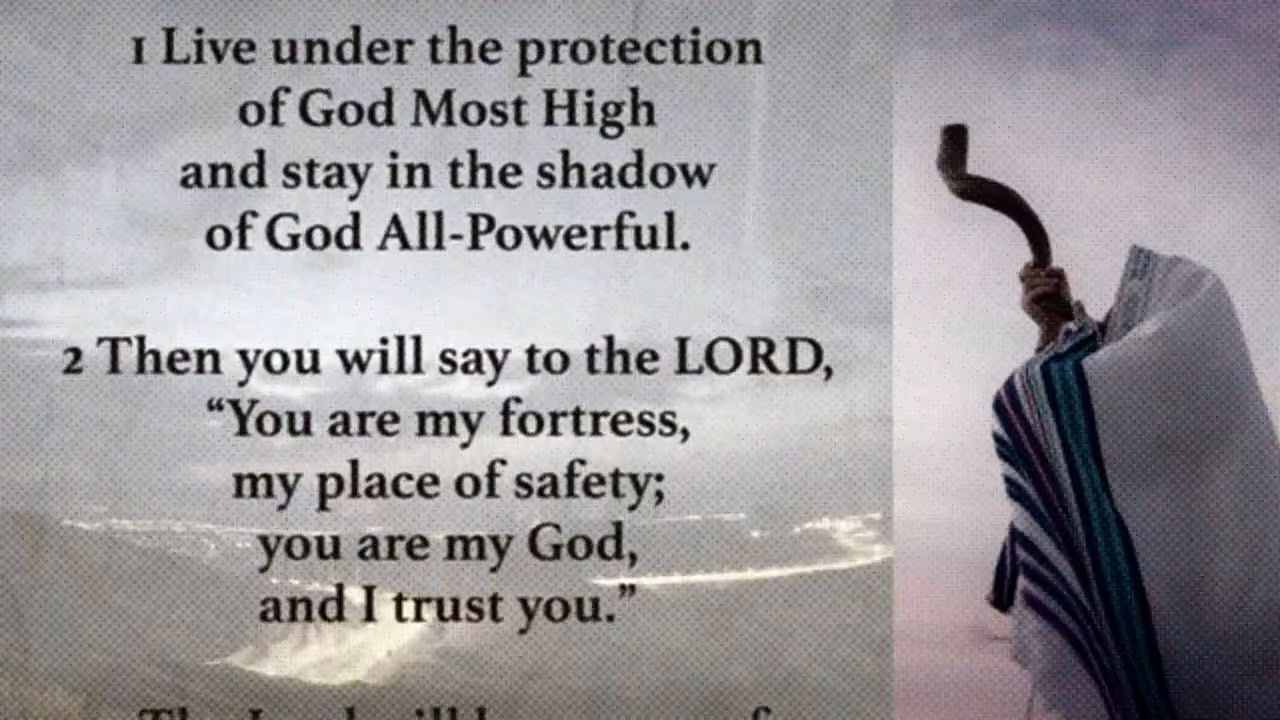 1 Live under the protection
of God Most High
and stay in the shadow
of God All-Powerful.
2 Then you will say to the LORD,
“You are my fortress,
my place of safety;
you are my God,
and I trust you.”